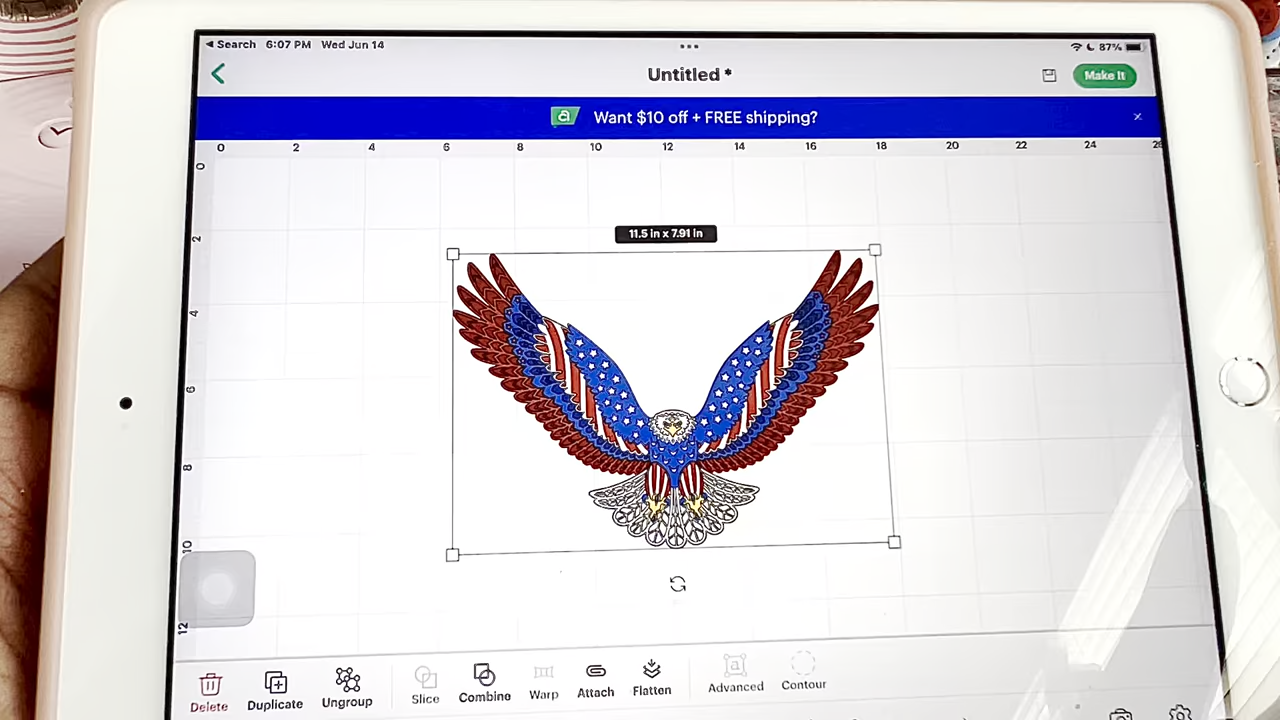 ◀ Search 6:07 PM Wed Jun 14
87%
Untitled *
Make It
a Want $10 off + FREE shipping?
0 2 4 6 8 10 12 14 16 18 20 22 24 26
0
2
11.5 in x 7.91 in
4
6
8
10
12
Delete Duplicate Ungroup Slice Combine Warp Attach Flatten Advanced Contour